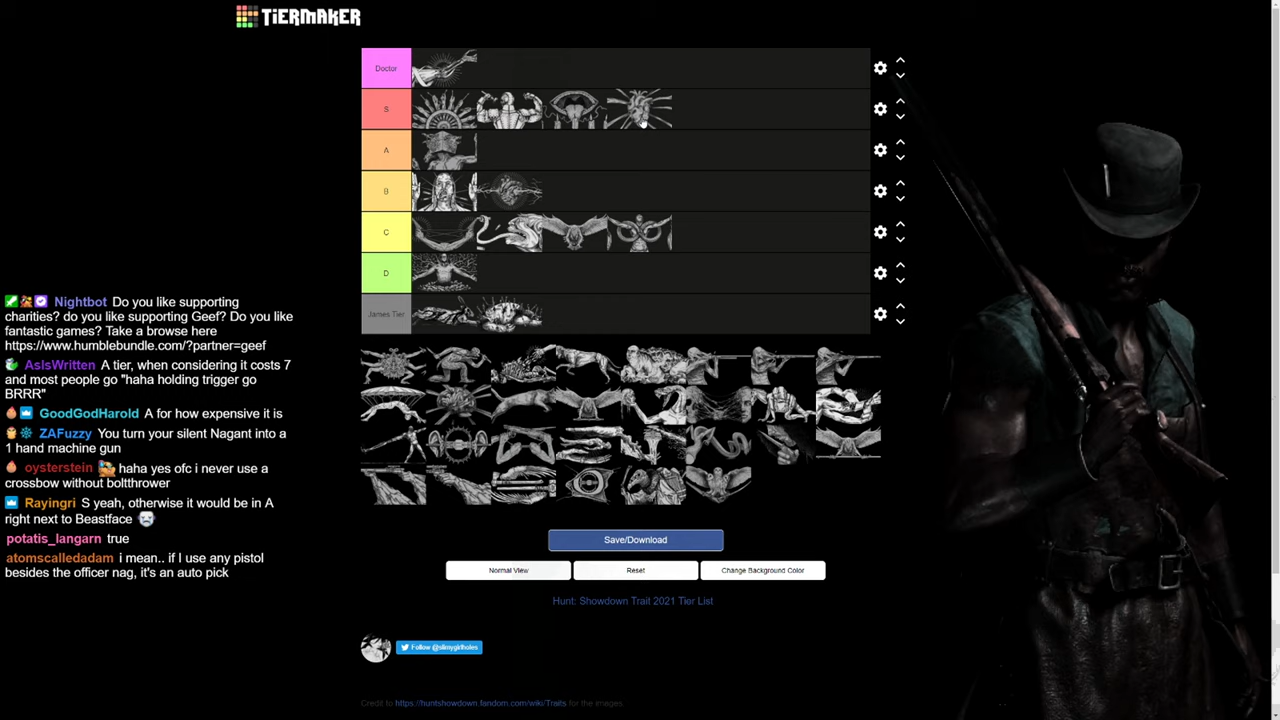 TiERMAKER
Doctor
S
A
B
C
D
James Tier
Nightbot Do you like supporting
charities? do you like supporting Geef? Do you
like fantastic games? Take a browse here
https://www.humblebundle.com/?partner=geef
AsIsWritten A tier, when considering it costs 7
and most people go "haha holding trigger go
BRRR"
GoodGodHarold A for how expensive it is
ZAFuzzy You turn your silent Nagant into a
1 hand machine gun
oysterstein haha yes ofc i never use a
crossbow without boltthrower
Rayingri S yeah, otherwise it would be in A
right next to Beastface
potatis_langarn true
atomscalledadam i mean.. if I use any pistol
besides the officer nag, it's an auto pick
Save/Download
Normal View
Reset
Change Background Color
Hunt: Showdown Trait 2021 Tier List
Follow @slimygirlholes
Credit to https://huntshowdown.fandom.com/wiki/Traits for the images.